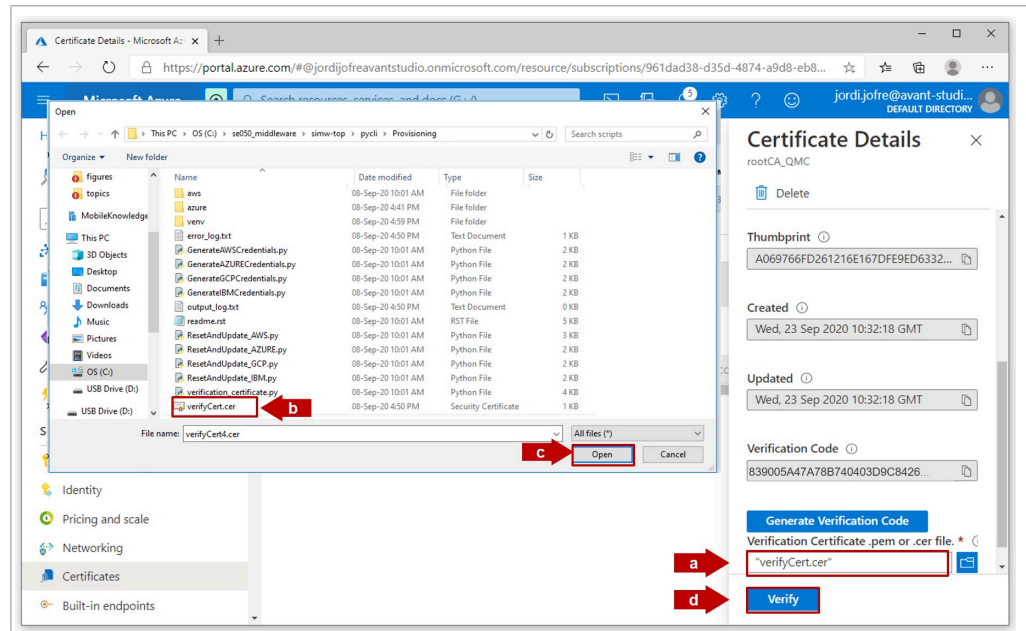 Certificate Details - Microsoft Az
https://portal.azure.com/#@jordijofreavantstudio.onmicrosoft.com/resource/subscriptions/961dad38-d35d-4874-a9d8-eb8...
Microsoft Azure
Search resources, services, and docs (G+/)
5
jordi.jofre@avant-studi...
DEFAULT DIRECTORY
Open
This PC > OS (C:) > se050_middleware > simw-top > pycli > Provisioning
Search scripts
Organize
New folder
figures
topics
MobileKnowledge
This PC
3D Objects
Desktop
Documents
Downloads
Music
Pictures
Videos
OS (C:)
USB Drive (D:)
USB Drive (D:)
Name Date modified Type Size
aws 08-Sep-20 10:01 AM File folder
azure 08-Sep-20 4:41 PM File folder
venv 08-Sep-20 4:59 PM File folder
error_log.txt 08-Sep-20 4:50 PM Text Document 1 KB
GenerateAWSCredentials.py 08-Sep-20 10:01 AM Python File 2 KB
GenerateAZURECredentials.py 08-Sep-20 10:01 AM Python File 2 KB
GenerateGCPCredentials.py 08-Sep-20 10:01 AM Python File 2 KB
GenerateIBMCredentials.py 08-Sep-20 10:01 AM Python File 2 KB
output_log.txt 08-Sep-20 4:50 PM Text Document 0 KB
readme.rst 08-Sep-20 10:01 AM RST File 5 KB
ResetAndUpdate_AWS.py 08-Sep-20 10:01 AM Python File 3 KB
ResetAndUpdate_AZURE.py 08-Sep-20 10:01 AM Python File 2 KB
ResetAndUpdate_GCP.py 08-Sep-20 10:01 AM Python File 2 KB
ResetAndUpdate_IBM.py 08-Sep-20 10:01 AM Python File 2 KB
verification_certificate.py 08-Sep-20 10:01 AM Python File 4 KB
verifyCert.cer 08-Sep-20 4:50 PM Security Certificate 1 KB
b
File name: verifyCert4.cer
All files (*)
c
Open
Cancel
Identity
Pricing and scale
Networking
Certificates
Built-in endpoints
Certificate Details
rootCA_QMC
Delete
Thumbprint
A069766FD261216E167DFE9ED6332...
Created
Wed, 23 Sep 2020 10:32:18 GMT
Updated
Wed, 23 Sep 2020 10:32:18 GMT
Verification Code
839005A47A78B740403D9C8426...
Generate Verification Code
Verification Certificate .pem or .cer file. *
a
"verifyCert.cer"
d
Verify